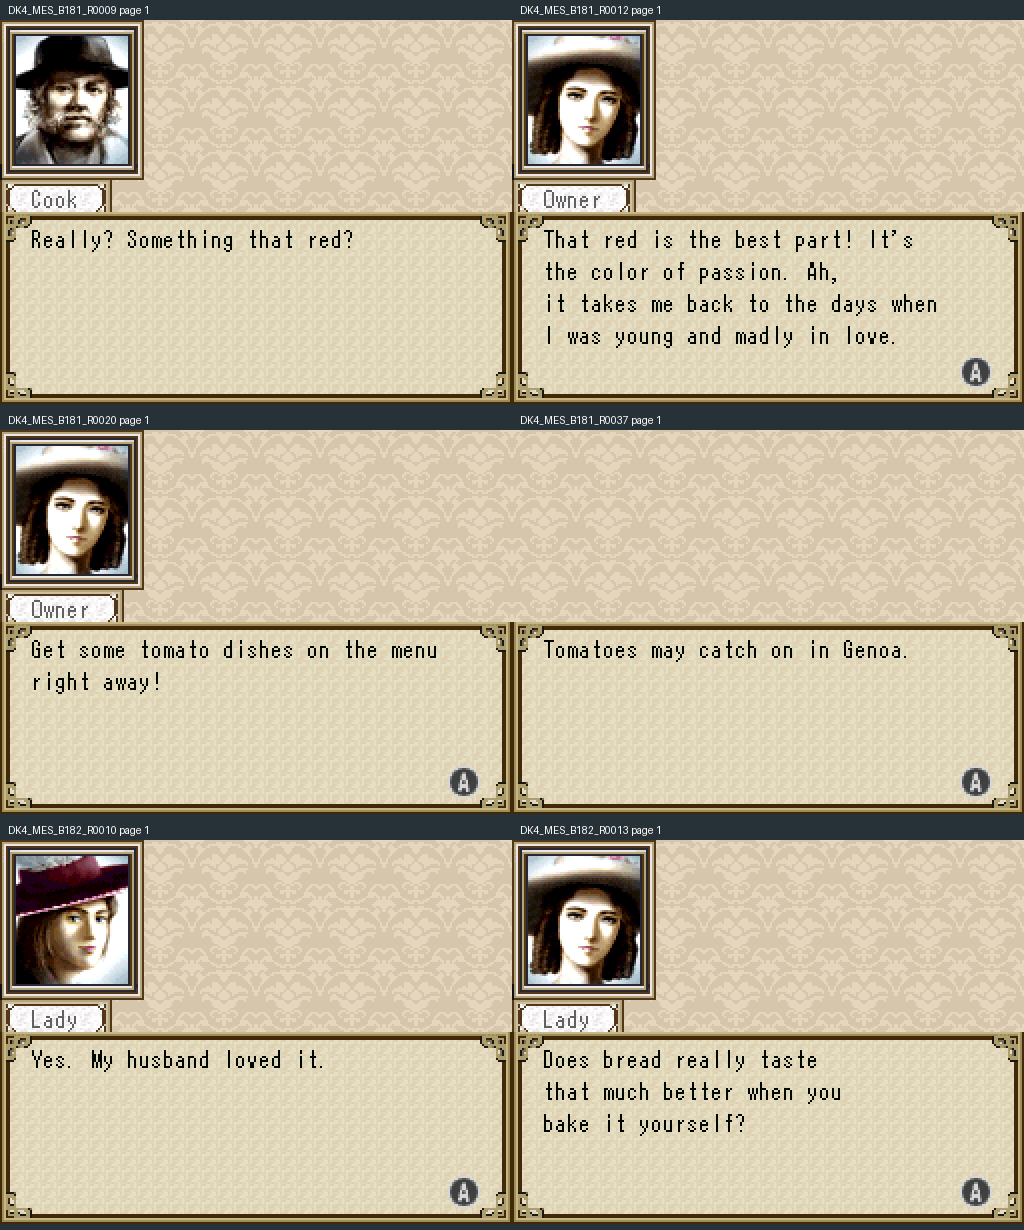 DK4_MES_B181_R0009 page 1
Cook
Really? Something that red?
DK4_MES_B181_R0012 page 1
Owner
That red is the best part! It's
the color of passion. Ah,
it takes me back to the days when
I was young and madly in love.
A
DK4_MES_B181_R0020 page 1
Owner
Get some tomato dishes on the menu
right away!
A
DK4_MES_B181_R0037 page 1
Tomatoes may catch on in Genoa.
A
DK4_MES_B182_R0010 page 1
Lady
Yes. My husband loved it.
A
DK4_MES_B182_R0013 page 1
Lady
Does bread really taste
that much better when you
bake it yourself?
A